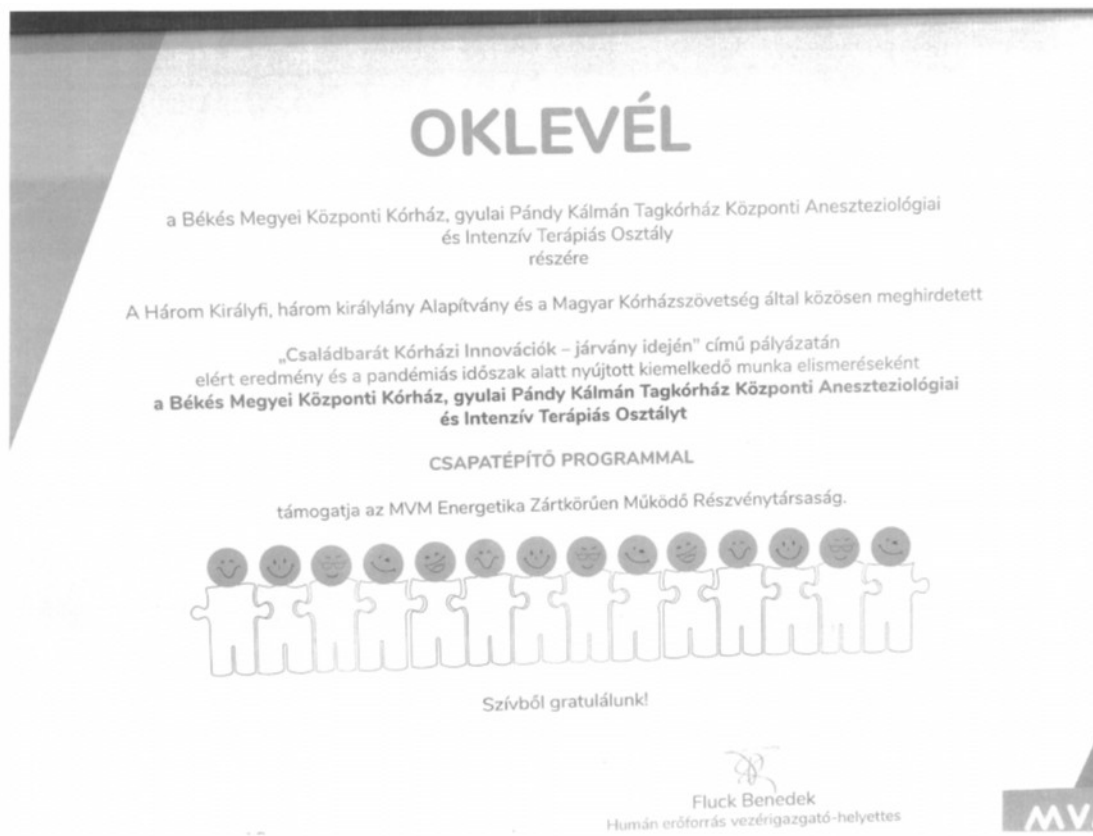 OKLEVÉL
a Békés Megyei Központi Kórház, gyulai Pándy Kálmán Tagkórház Központi Aneszteziológiai
és Intenzív Terápiás Osztály
részére
A Három Királyfi, három királylány Alapítvány és a Magyar Kórházszövetség által közösen meghirdetett
„Családbarát Kórházi Innovációk – járvány idején” című pályázatán
elért eredmény és a pandémiás időszak alatt nyújtott kiemelkedő munka elismeréseként
a Békés Megyei Központi Kórház, gyulai Pándy Kálmán Tagkórház Központi Aneszteziológiai
és Intenzív Terápiás Osztályt
CSAPATÉPÍTŐ PROGRAMMAL
támogatja az MVM Energetika Zártkörűen Működő Részvénytársaság.
Szívből gratulálunk!
Fluck Benedek
Humán erőforrás vezérigazgató-helyettes